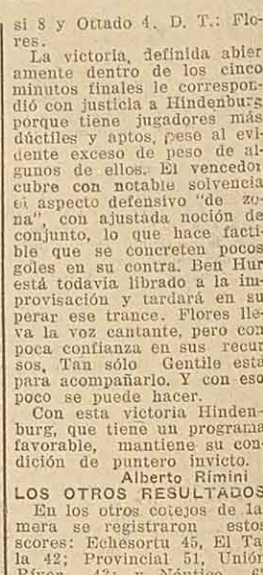 si 8 y Ottado 4. D. T.: Flo-
res.
La victoria, definida abier
amente dentro de los cinco
minutos finales le correspon-
dió con justicia a Hindenburg
porque tiene jugadores más
dúctiles y aptos, pese al evi
dente exceso de peso de al-
gunos de ellos. El vencedor
cubre con notable solvencia
el aspecto defensivo "de zo-
na", con ajustada noción de
conjunto, lo que hace facti-
ble que se concreten pocos
goles en su contra. Ben Hur
está todavía librado a la im-
provisación y tardará en su
perar ese trance. Flores lle-
va la voz cantante, pero con
poca confianza en sus recur
sos, Tan sólo Gentile está
para acompañarlo. Y con eso
poco se puede hacer.
Con esta victoria Hinden-
burg, que tiene un programa
favorable, mantiene su con-
dición de puntero invicto.
Alberto Rimini
LOS OTROS RESULTADOS
En los otros cotejos de la
mera se registraron estos
scores: Echesortu 45, El Ta
la 42; Provincial 51, Unión